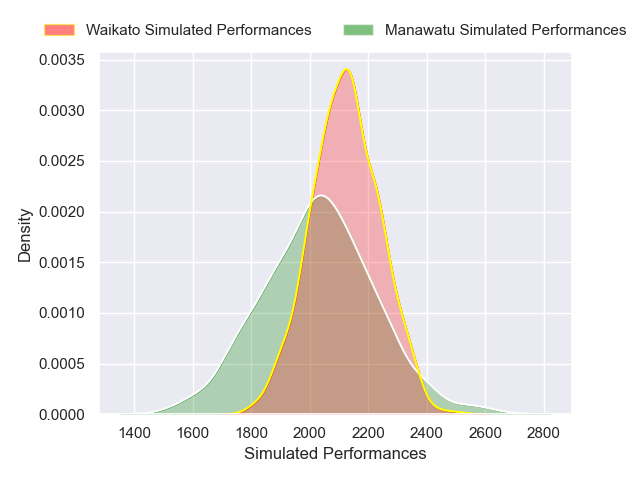 Waikato Simulated Performances
Manawatu Simulated Performances
0.0035
0.0030
0.0025
0.0020
0.0015
0.0010
0.0005
0.0000
Density
1400 1600 1800 2000 2200 2400 2600 2800
Simulated Performances